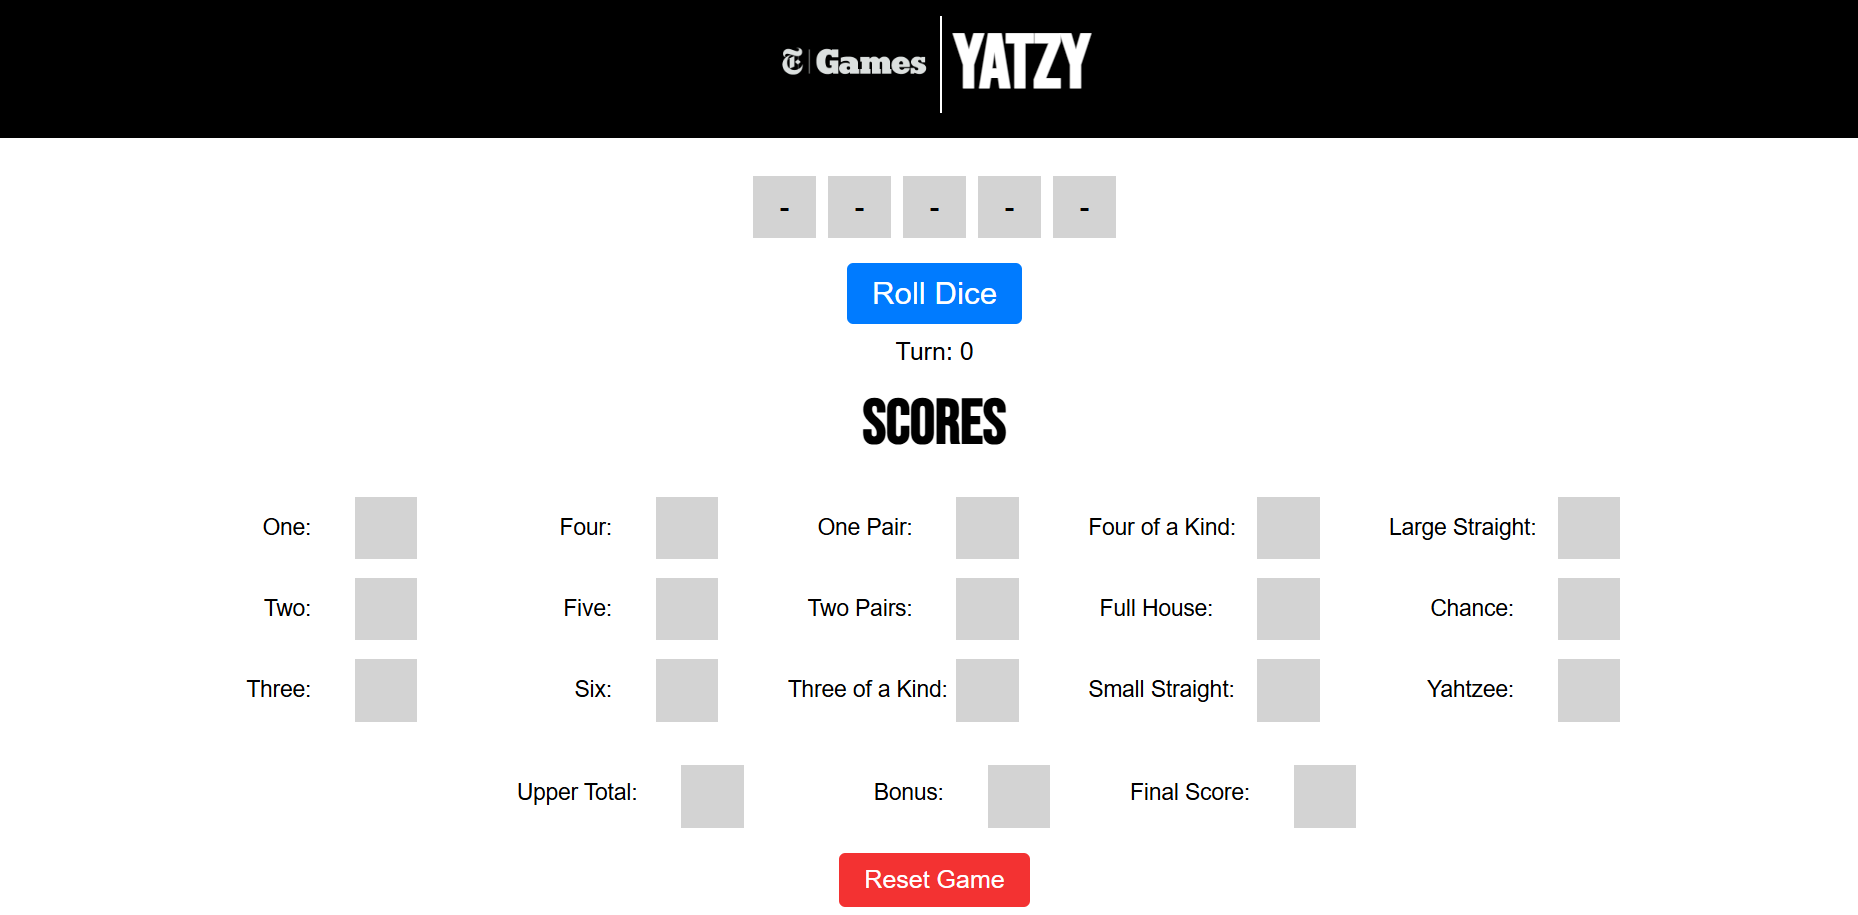 T Games YATZY
- - - - -
Roll Dice
Turn: 0
SCORES
One: Four: One Pair: Four of a Kind: Large Straight:
Two: Five: Two Pairs: Full House: Chance:
Three: Six: Three of a Kind: Small Straight: Yahtzee:
Upper Total: Bonus: Final Score:
Reset Game